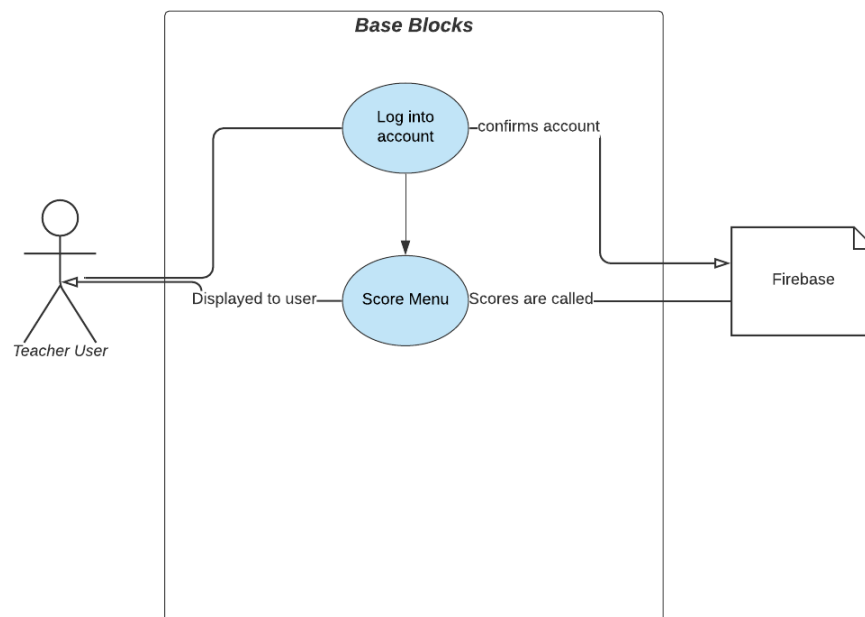 Base Blocks
Log into
account
confirms account
Firebase
Displayed to user
Score Menu
Scores are called
Teacher User